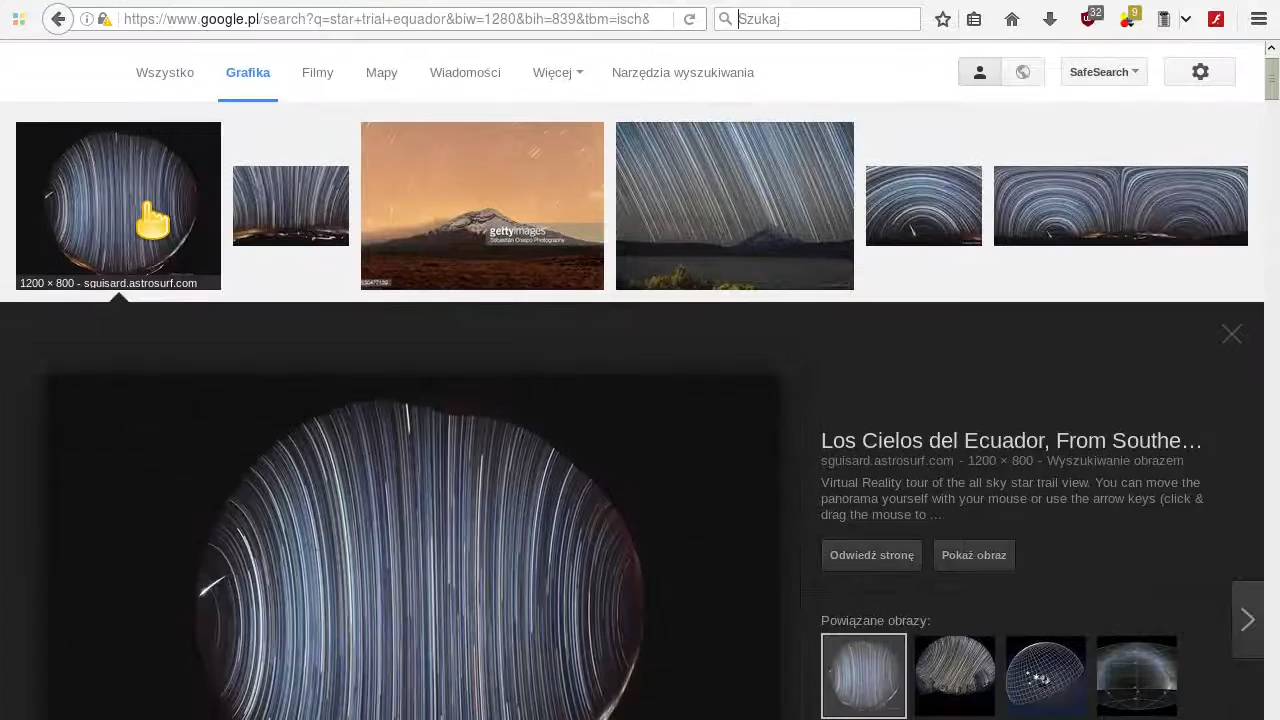 https://www.google.pl/search?q=star+trial+equador&biw=1280&bih=839&tbm=isch&
Szukaj
32
9
Wszystko
Grafika
Filmy
Mapy
Wiadomości
Więcej
Narzędzia wyszukiwania
SafeSearch
gettyimages
Sebastián Crespo Photography
1200 × 800 - sguisard.astrosurf.com
Los Cielos del Ecuador, From Southe…
sguisard.astrosurf.com - 1200 × 800 - Wyszukiwanie obrazem
Virtual Reality tour of the all sky star trail view. You can move the
panorama yourself with your mouse or use the arrow keys (click &
drag the mouse to ...
Odwiedź stronę
Pokaż obraz
Powiązane obrazy: